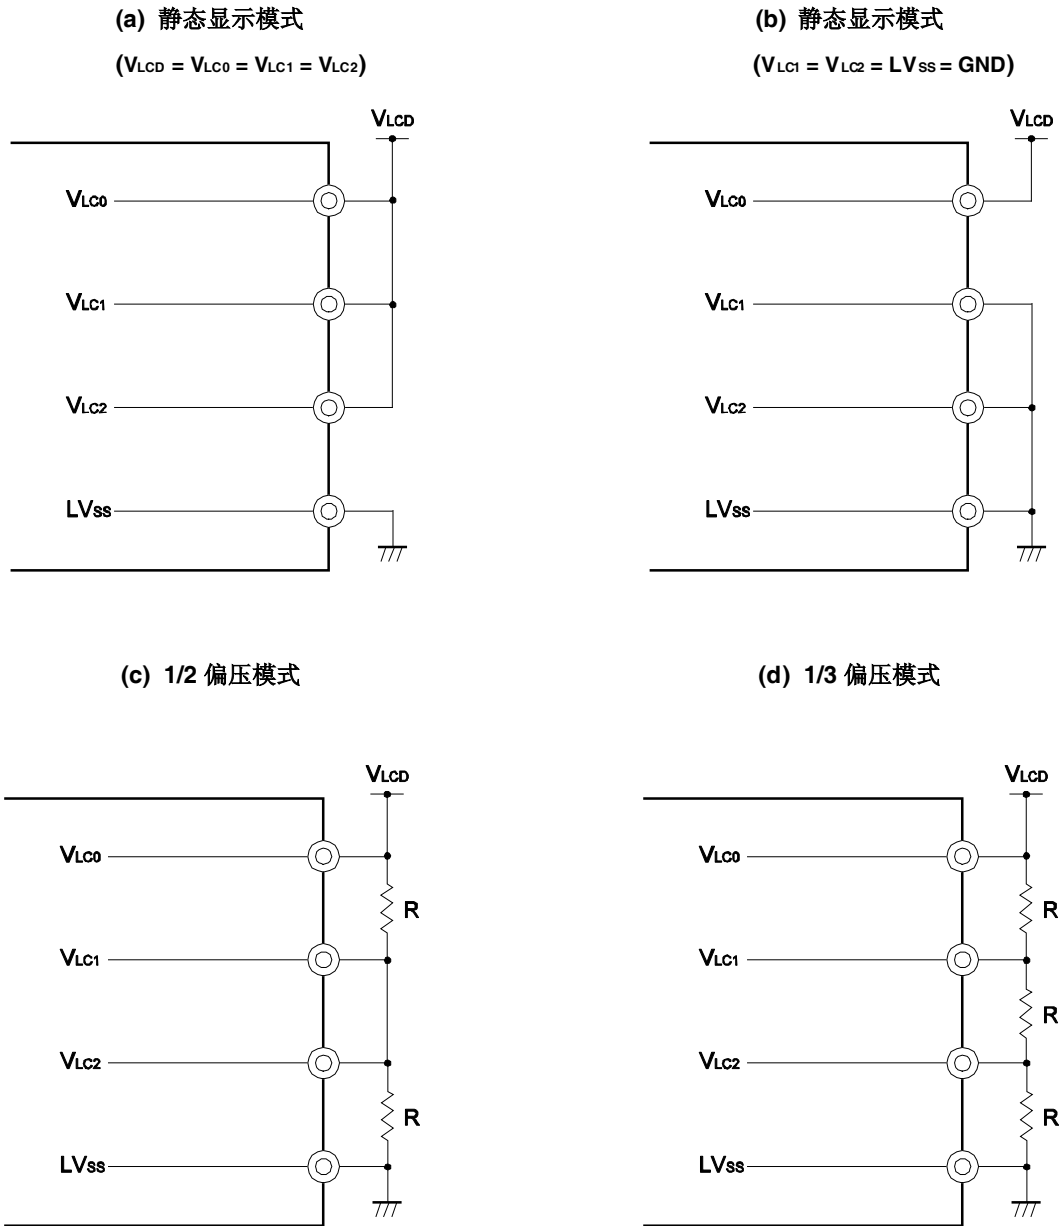 (a) 静态显示模式
(VLCD = VLC0 = VLC1 = VLC2)
VLCD
VLC0
VLC1
VLC2
LVSS
(b) 静态显示模式
(VLC1 = VLC2 = LVSS = GND)
VLCD
VLC0
VLC1
VLC2
LVSS
(c) 1/2 偏压模式
VLCD
VLC0
R
VLC1
VLC2
R
LVSS
(d) 1/3 偏压模式
VLCD
VLC0
R
VLC1
R
VLC2
R
LVSS